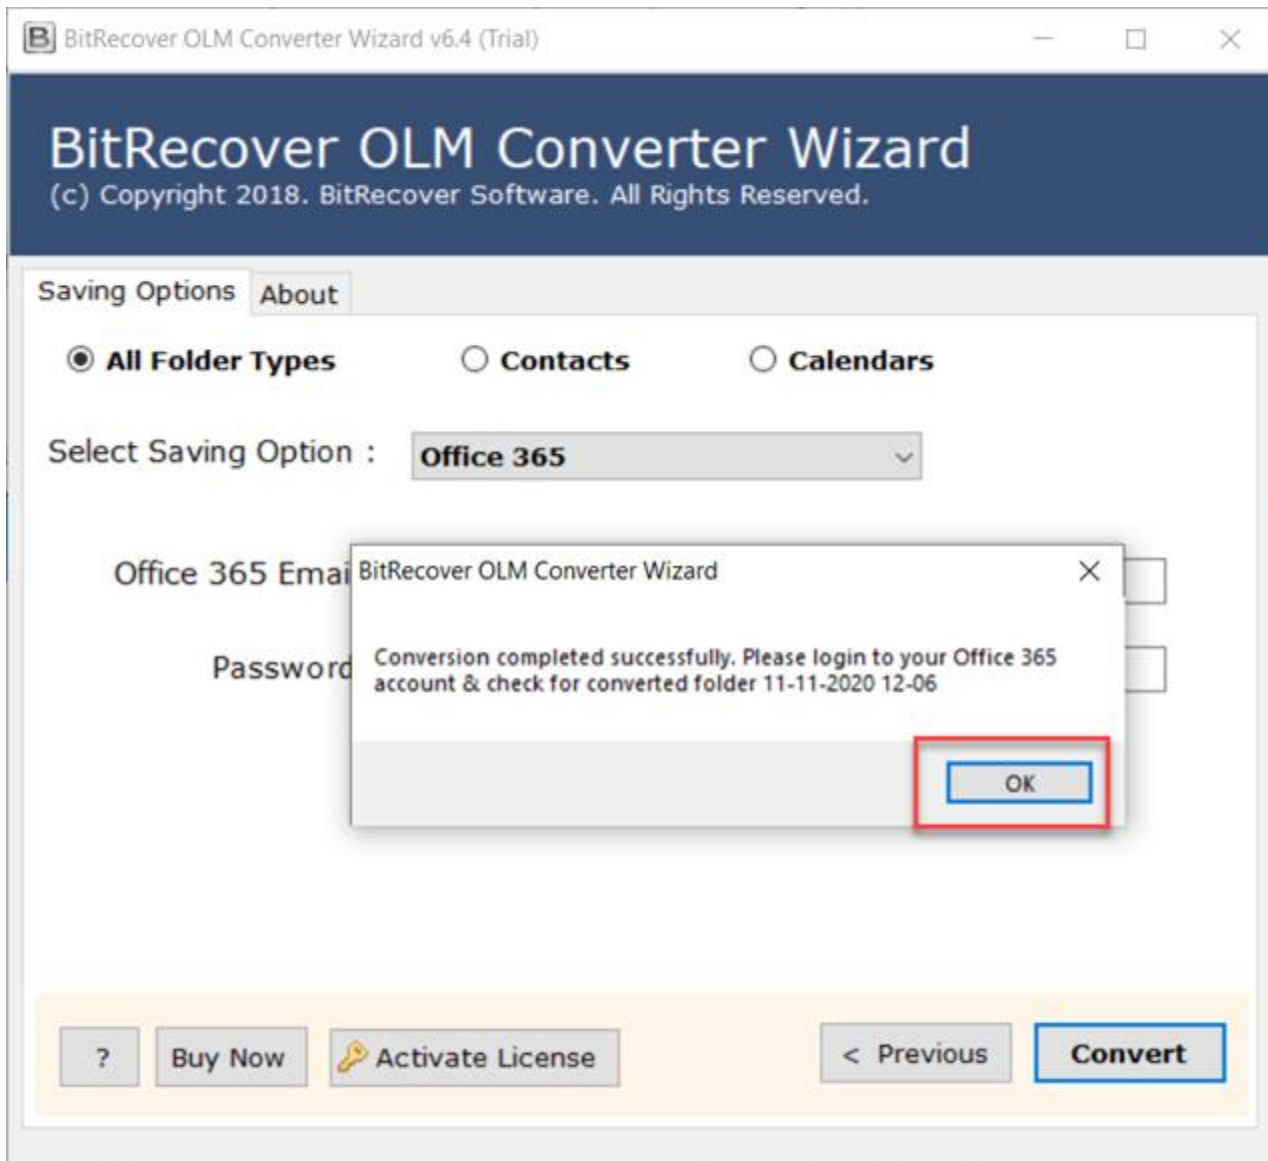 BitRecover OLM Converter Wizard v6.4 (Trial)
BitRecover OLM Converter Wizard
(c) Copyright 2018. BitRecover Software. All Rights Reserved.
Saving Options About
All Folder Types Contacts Calendars
Select Saving Option : Office 365
Office 365 Emai
Password
BitRecover OLM Converter Wizard
Conversion completed successfully. Please login to your Office 365
account & check for converted folder 11-11-2020 12-06
OK
? Buy Now Activate License < Previous Convert